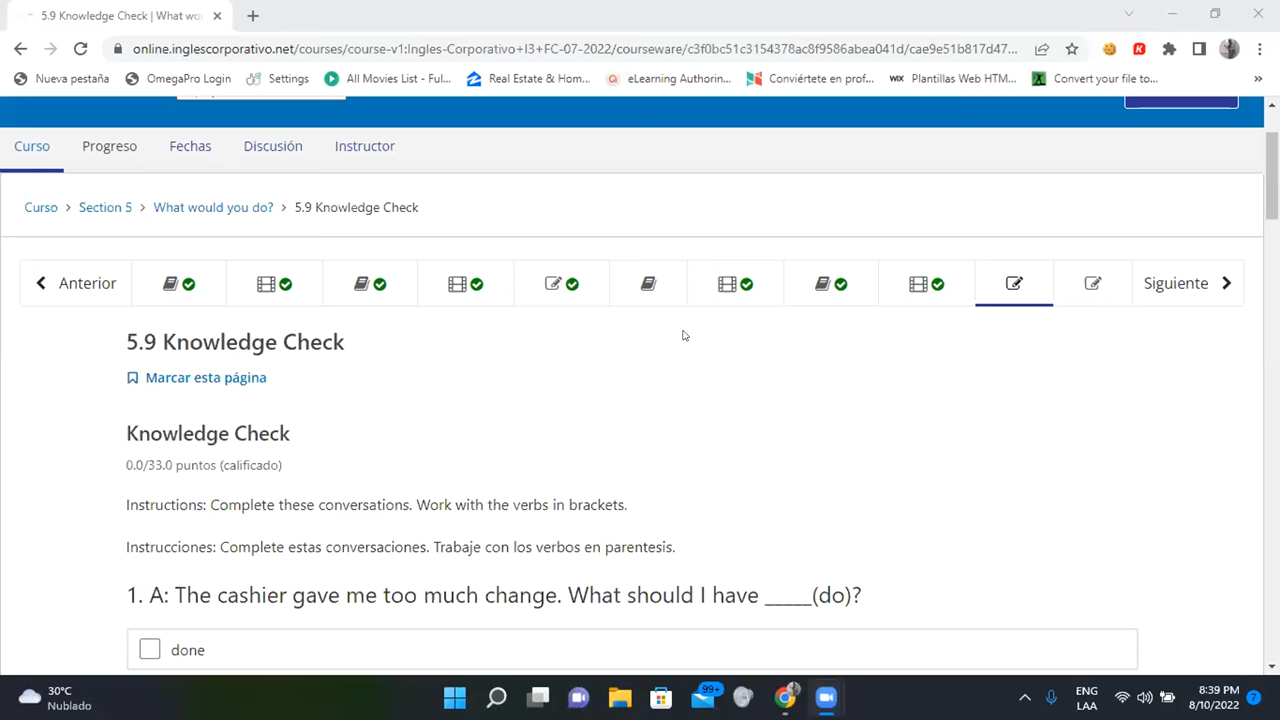 5.9 Knowledge Check | What wo
online.inglescorporativo.net/courses/course-v1:Ingles-Corporativo+I3+FC-07-2022/courseware/c3f0bc51c3154378ac8f9586abea041d/cae9e51b817d47...
Nueva pestaña OmegaPro Login Settings All Movies List - Ful... Real Estate & Hom... eLearning Authorin... Conviértete en prof... WIX Plantillas Web HTM... Convert your file to... »
Curso Progreso Fechas Discusión Instructor
Curso > Section 5 > What would you do? > 5.9 Knowledge Check
Anterior Siguiente
5.9 Knowledge Check
Marcar esta página
Knowledge Check
0.0/33.0 puntos (calificado)
Instructions: Complete these conversations. Work with the verbs in brackets.
Instrucciones: Complete estas conversaciones. Trabaje con los verbos en parentesis.
1. A: The cashier gave me too much change. What should I have _____(do)?
done
30°C
Nublado
99+
ENG
LAA
8:39 PM
8/10/2022
7